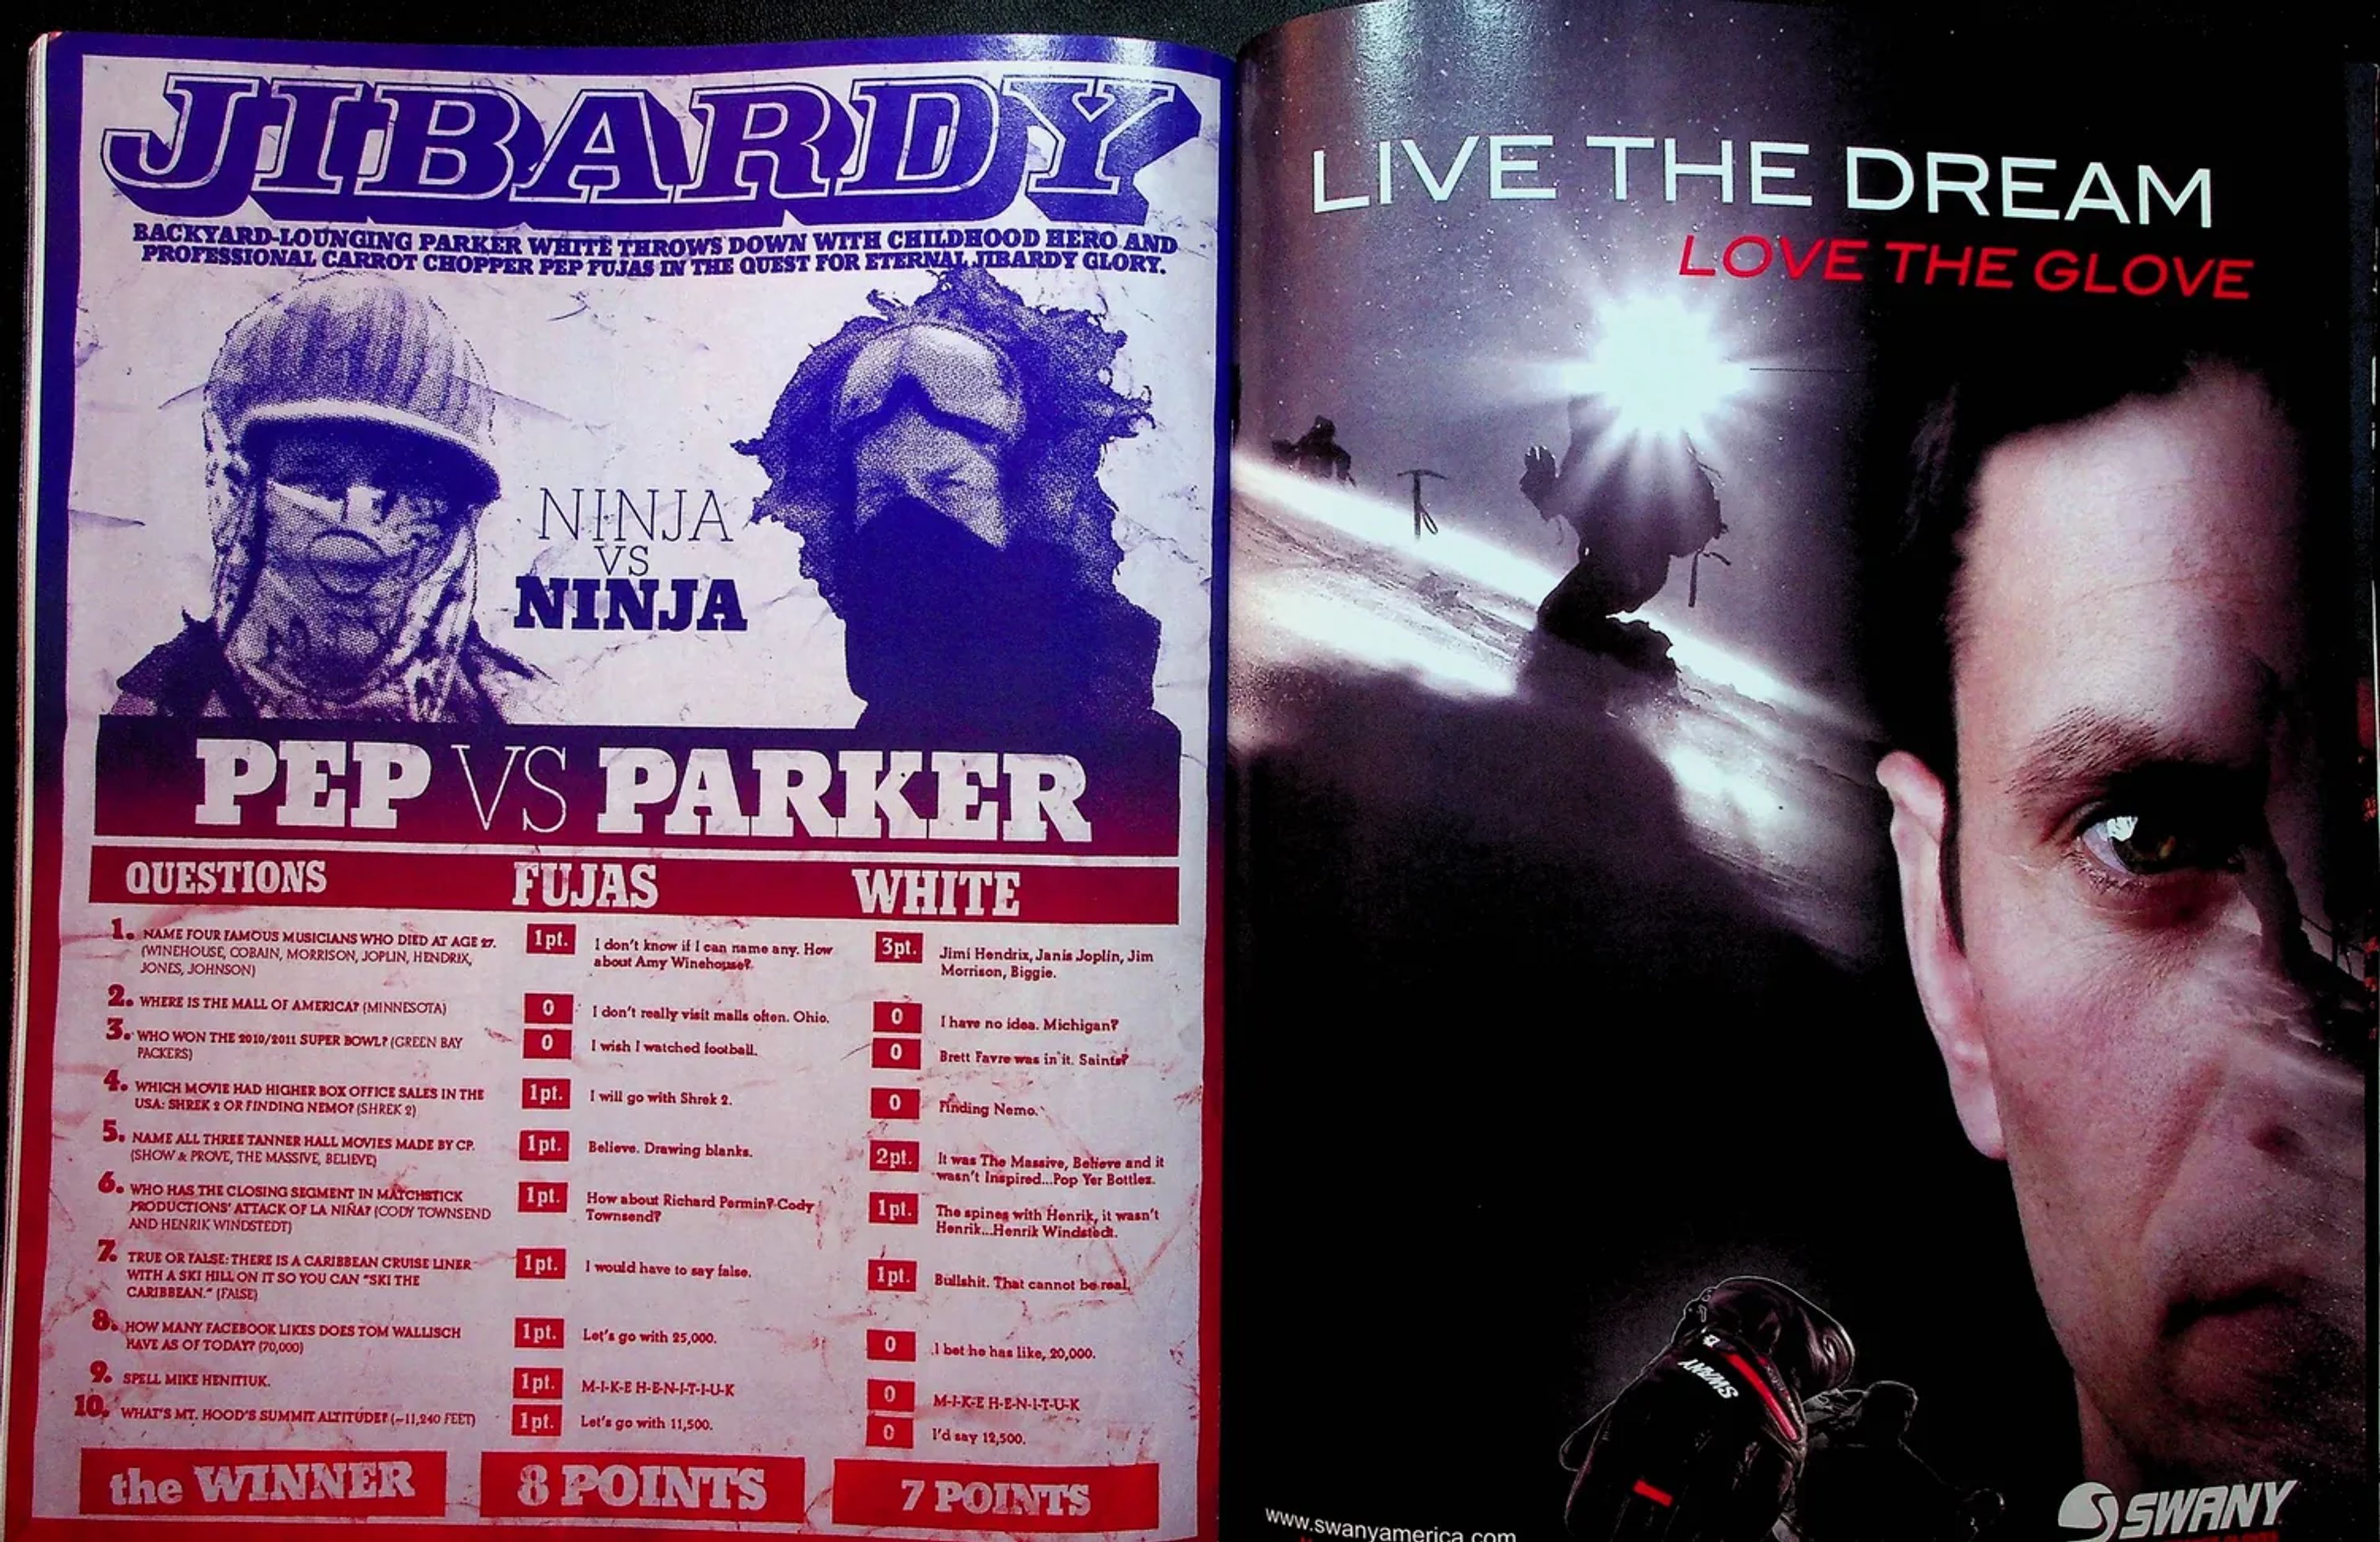 JIBARDY
BACKYARD-LOUNGING PARKER WHITE THROWS DOWN WITH CHILDHOOD HERO AND
PROFESSIONAL CARROT CHOPPER PEP FUJAS IN THE QUEST FOR ETERNAL JIBARDY GLORY.
NINJA
VS
NINJA
PEP VS PARKER
QUESTIONS FUJAS WHITE
1. NAME FOUR FAMOUS MUSICIANS WHO DIED AT AGE 27.
(WINEHOUSE, COBAIN, MORRISON, JOPLIN, HENDRIX,
JONES, JOHNSON)
1pt. I don't know if I can name any. How
about Amy Winehouse?
3pt. Jimi Hendrix, Janis Joplin, Jim
Morrison, Biggie.
2. WHERE IS THE MALL OF AMERICA? (MINNESOTA)
0 I don't really visit malls often. Ohio.
0 I have no idea. Michigan?
3. WHO WON THE 2010/2011 SUPER BOWL? (GREEN BAY
PACKERS)
0 I wish I watched football.
0 Brett Favre was in it. Saints?
4. WHICH MOVIE HAD HIGHER BOX OFFICE SALES IN THE
USA: SHREK 2 OR FINDING NEMO? (SHREK 2)
1pt. I will go with Shrek 2.
0 Finding Nemo.
5. NAME ALL THREE TANNER HALL MOVIES MADE BY CP.
(SHOW & PROVE, THE MASSIVE, BELIEVE)
1pt. Believe. Drawing blanks.
2pt. It was The Massive, Believe and it
wasn't Inspired...Pop Yer Bottlez.
6. WHO HAS THE CLOSING SEGMENT IN MATCHSTICK
PRODUCTIONS' ATTACK OF LA NIÑA? (CODY TOWNSEND
AND HENRIK WINDSTEDT)
1pt. How about Richard Permin? Cody
Townsend?
1pt. The spines with Henrik, it wasn't
Henrik...Henrik Windstedt.
7. TRUE OR FALSE: THERE IS A CARIBBEAN CRUISE LINER
WITH A SKI HILL ON IT SO YOU CAN "SKI THE
CARIBBEAN." (FALSE)
1pt. I would have to say false.
1pt. Bullshit. That cannot be real.
8. HOW MANY FACEBOOK LIKES DOES TOM WALLISCH
HAVE AS OF TODAY? (70,000)
1pt. Let's go with 25,000.
0 I bet he has like, 20,000.
9. SPELL MIKE HENITIUK.
1pt. M-I-K-E H-E-N-I-T-I-U-K
0 M-I-K-E H-E-N-I-T-U-K
10. WHAT'S MT. HOOD'S SUMMIT ALTITUDE? (~11,240 FEET)
1pt. Let's go with 11,500.
0 I'd say 12,500.
the WINNER 8 POINTS 7 POINTS
LIVE THE DREAM
LOVE THE GLOVE
SWANY
www.swanyamerica.com
SWANY